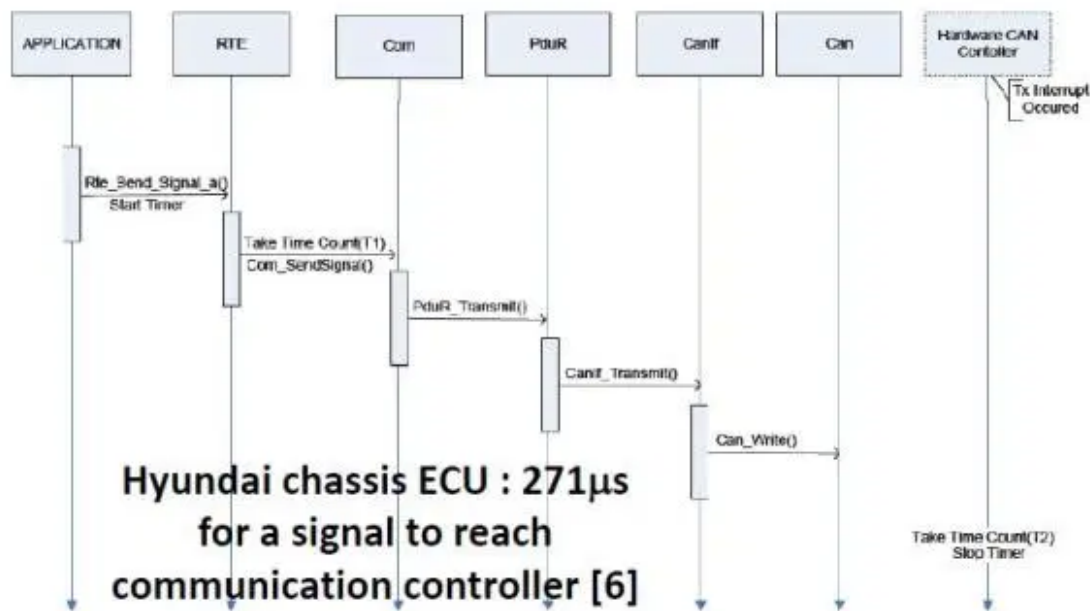 APPLICATION
RTE
Com
PduR
CanIf
Can
Hardware CAN
Contoller
Tx Interrupt
Occured
Rte_Send_Signal_a()
Start Timer
Take Time Count(T1)
Com_SendSignal()
PduR_Transmit()
CanIf_Transmit()
Can_Write()
Hyundai chassis ECU : 271µs
for a signal to reach
communication controller [6]
Take Time Count(T2)
Stop Timer